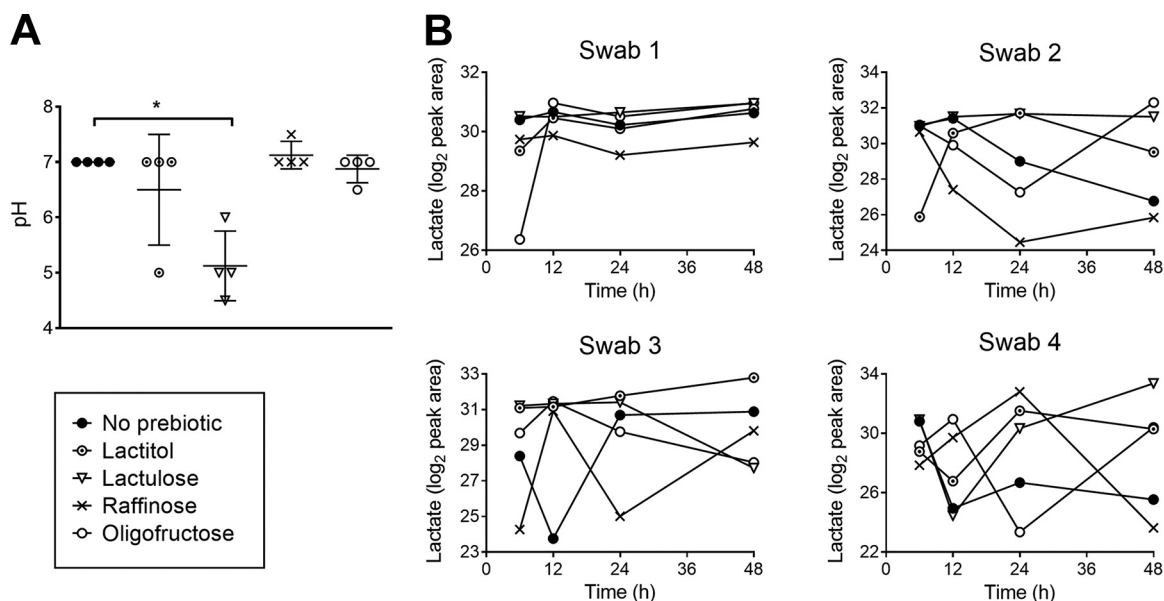 A
*
pH
8
7
6
5
4
No prebiotic
Lactitol
Lactulose
Raffinose
Oligofructose
B
Swab 1
Lactate (log2 peak area)
32
30
28
26
0 12 24 36 48
Time (h)
Swab 2
Lactate (log2 peak area)
34
32
30
28
26
24
0 12 24 36 48
Time (h)
Swab 3
Lactate (log2 peak area)
33
31
29
27
25
23
0 12 24 36 48
Time (h)
Swab 4
Lactate (log2 peak area)
34
30
26
22
0 12 24 36 48
Time (h)